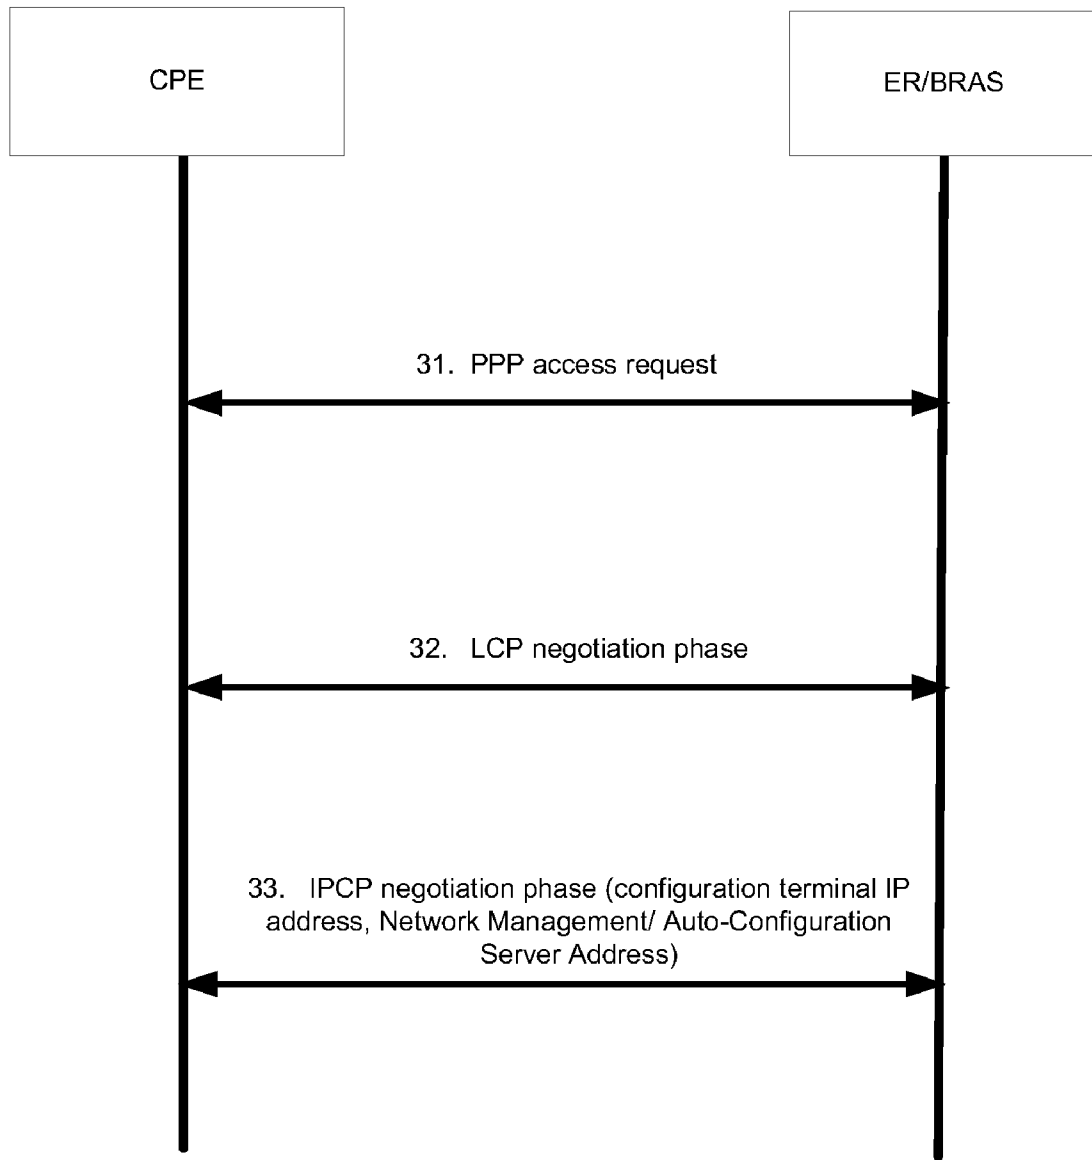 CPE
ER/BRAS
31. PPP access request
32. LCP negotiation phase
33. IPCP negotiation phase (configuration terminal IP
address, Network Management/ Auto-Configuration
Server Address)